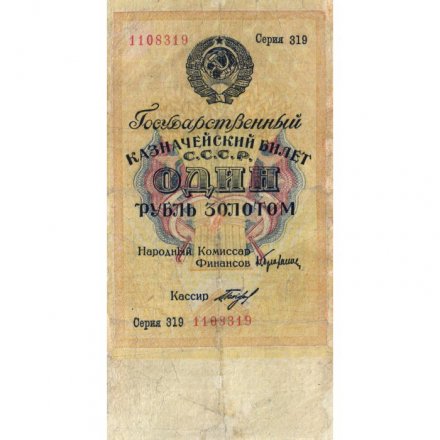 1108319 Серия 319
Государственный
КАЗНАЧЕЙСКИЙ БИЛЕТ
С.С.С.Р.
ОДИН
РУБЛЬ ЗОЛОТОМ
Народный Комиссар
Финансов
Кассир
Серия 319 1108319